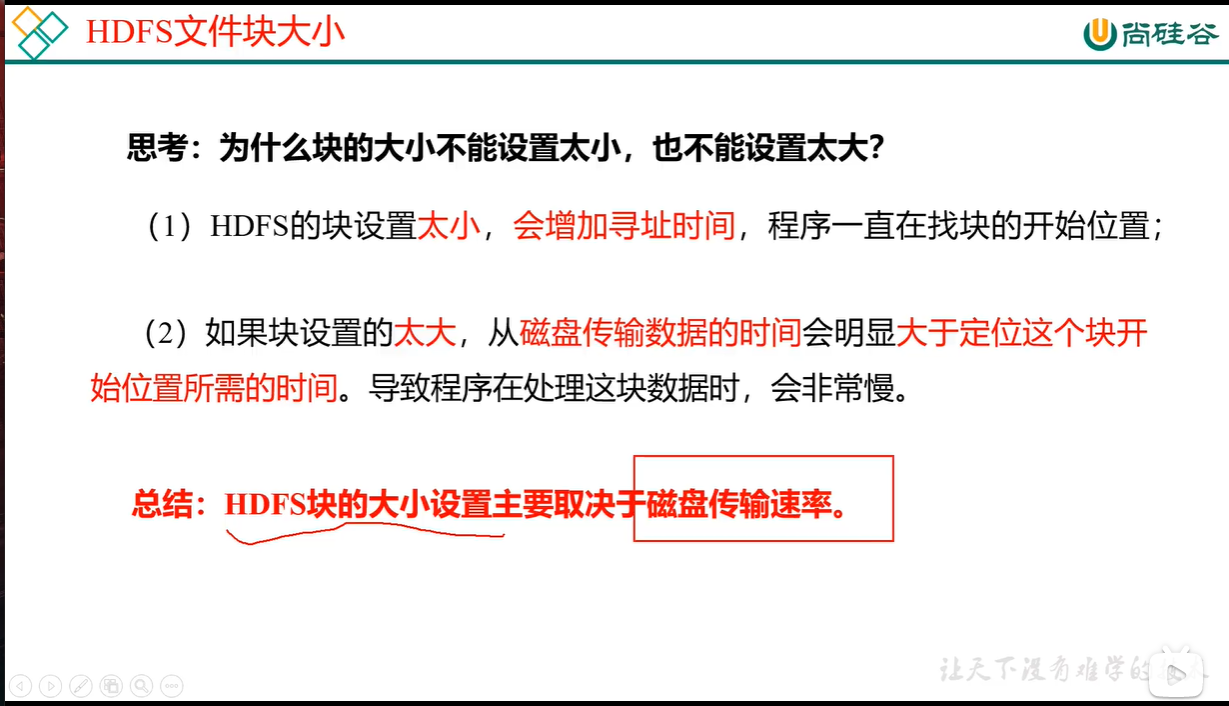 HDFS文件块大小
尚硅谷
思考：为什么块的大小不能设置太小，也不能设置太大？
（1）HDFS的块设置太小，会增加寻址时间，程序一直在找块的开始位置；
（2）如果块设置的太大，从磁盘传输数据的时间会明显大于定位这个块开
始位置所需的时间。导致程序在处理这块数据时，会非常慢。
总结：HDFS块的大小设置主要取决于磁盘传输速率。
让天下没有难学的